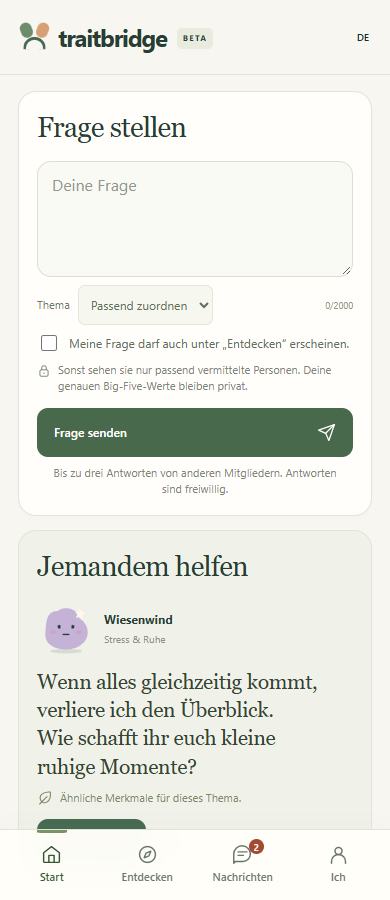 traitbridge BETA DE
Frage stellen
Deine Frage
Thema Passend zuordnen 0/2000
Meine Frage darf auch unter „Entdecken“ erscheinen.
Sonst sehen sie nur passend vermittelte Personen. Deine
genauen Big-Five-Werte bleiben privat.
Frage senden
Bis zu drei Antworten von anderen Mitgliedern. Antworten
sind freiwillig.
Jemandem helfen
Wiesenwind
Stress & Ruhe
Wenn alles gleichzeitig kommt,
verliere ich den Überblick.
Wie schafft ihr euch kleine
ruhige Momente?
Ähnliche Merkmale für dieses Thema.
2
Start Entdecken Nachrichten Ich